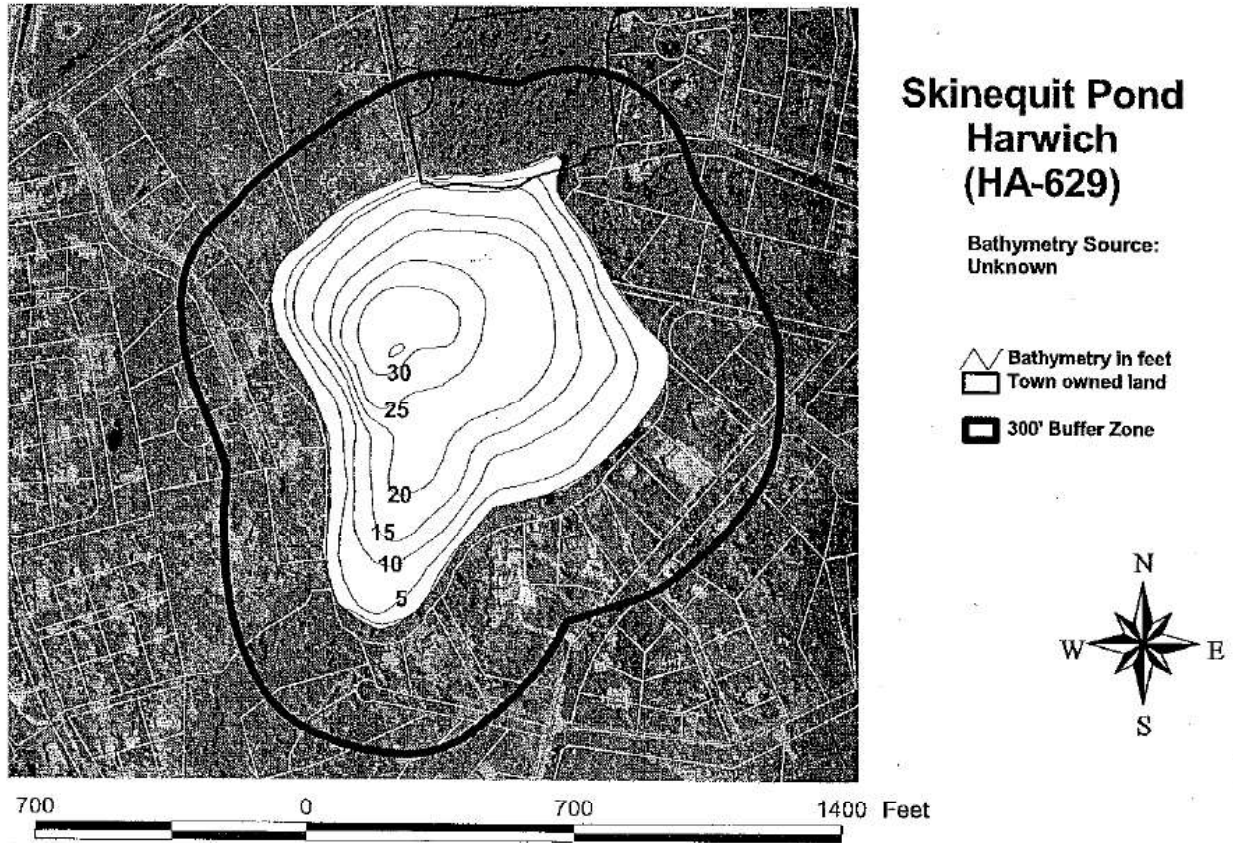 Skinequit Pond
Harwich
(HA-629)
Bathymetry Source:
Unknown
Bathymetry in feet
Town owned land
300' Buffer Zone
30
25
20
15
10
5
N
W E
S
700 0 700 1400 Feet